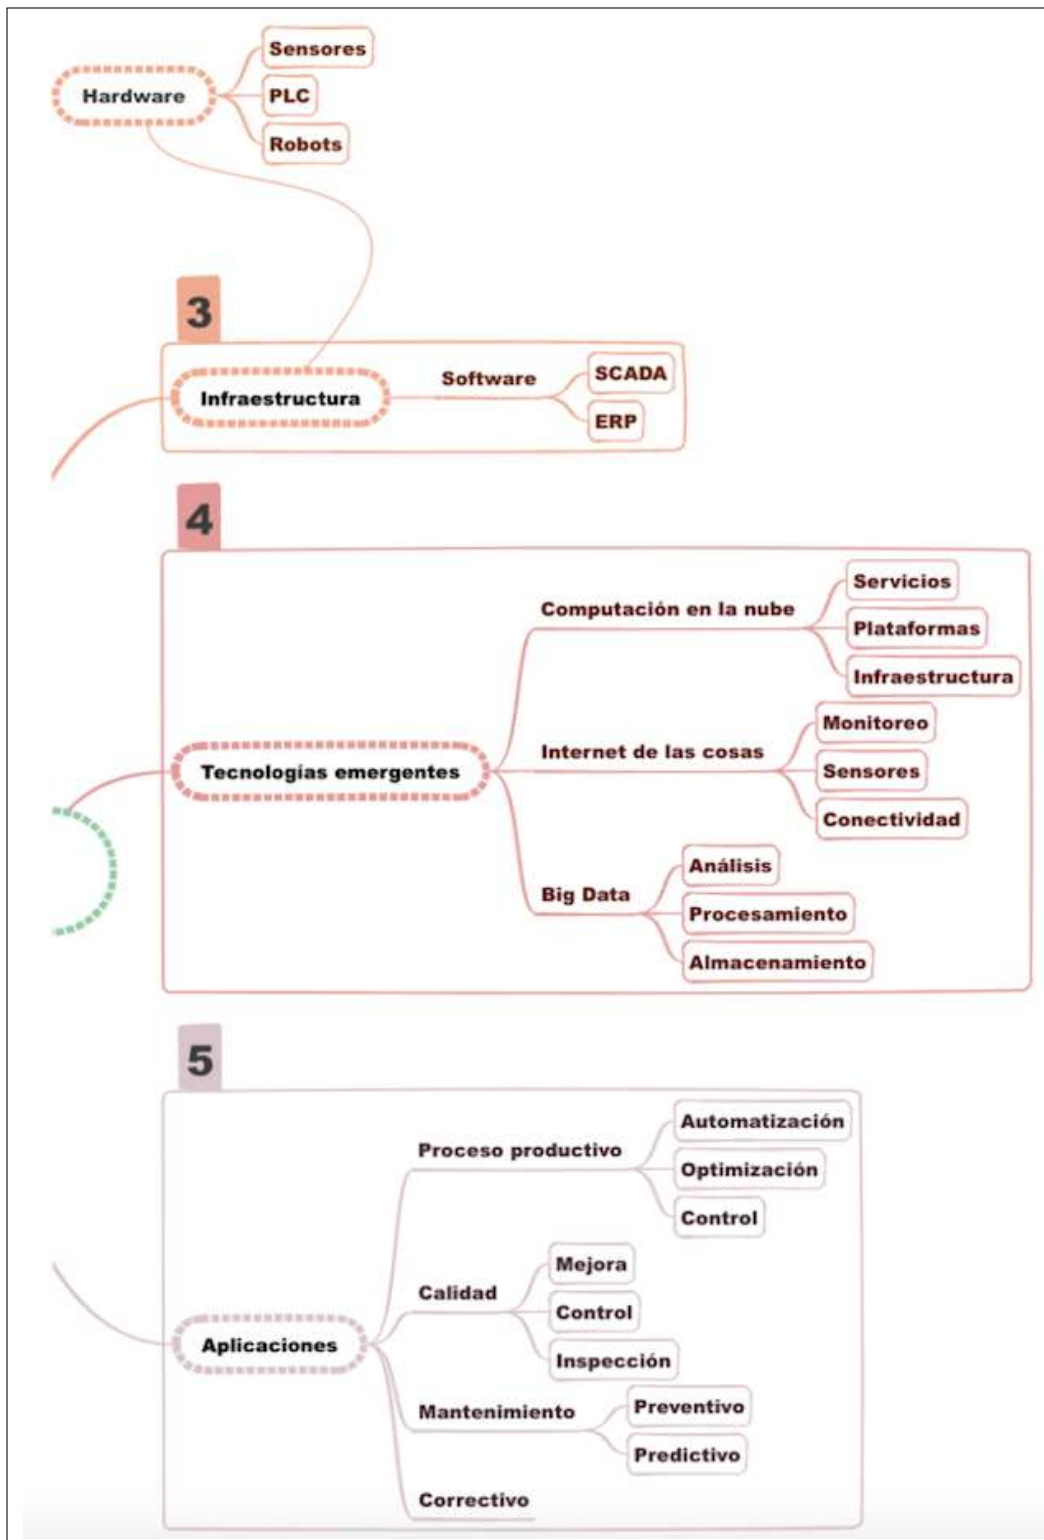 Hardware
Sensores
PLC
Robots
3
Infraestructura
Software
SCADA
ERP
4
Tecnologías emergentes
Computación en la nube
Servicios
Plataformas
Infraestructura
Internet de las cosas
Monitoreo
Sensores
Conectividad
Big Data
Análisis
Procesamiento
Almacenamiento
5
Aplicaciones
Proceso productivo
Automatización
Optimización
Control
Calidad
Mejora
Control
Inspección
Mantenimiento
Preventivo
Predictivo
Correctivo